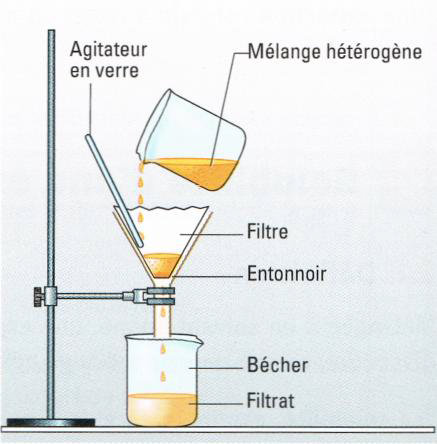 Agitateur
en verre
Mélange hétérogène
Filtre
Entonnoir
Bécher
Filtrat